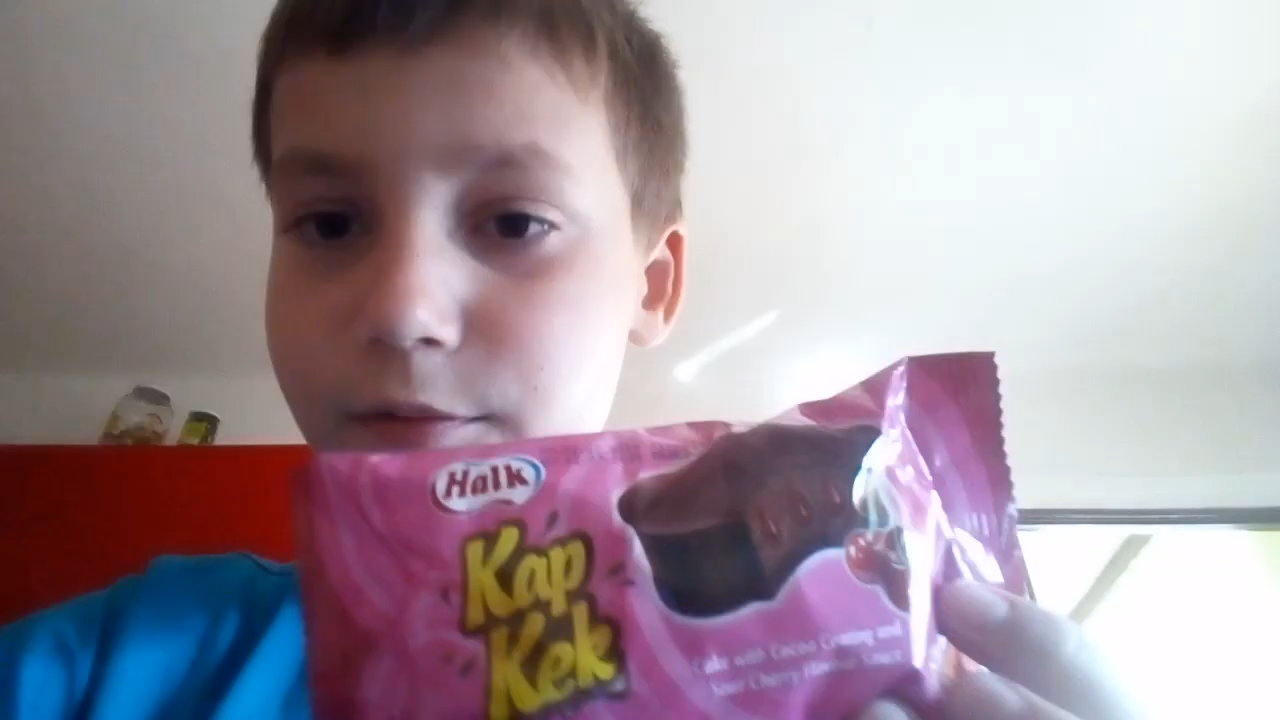 Halk
Kap
Kek
Cake with Cocoa Coating and
Sour Cherry Flavour Sauce